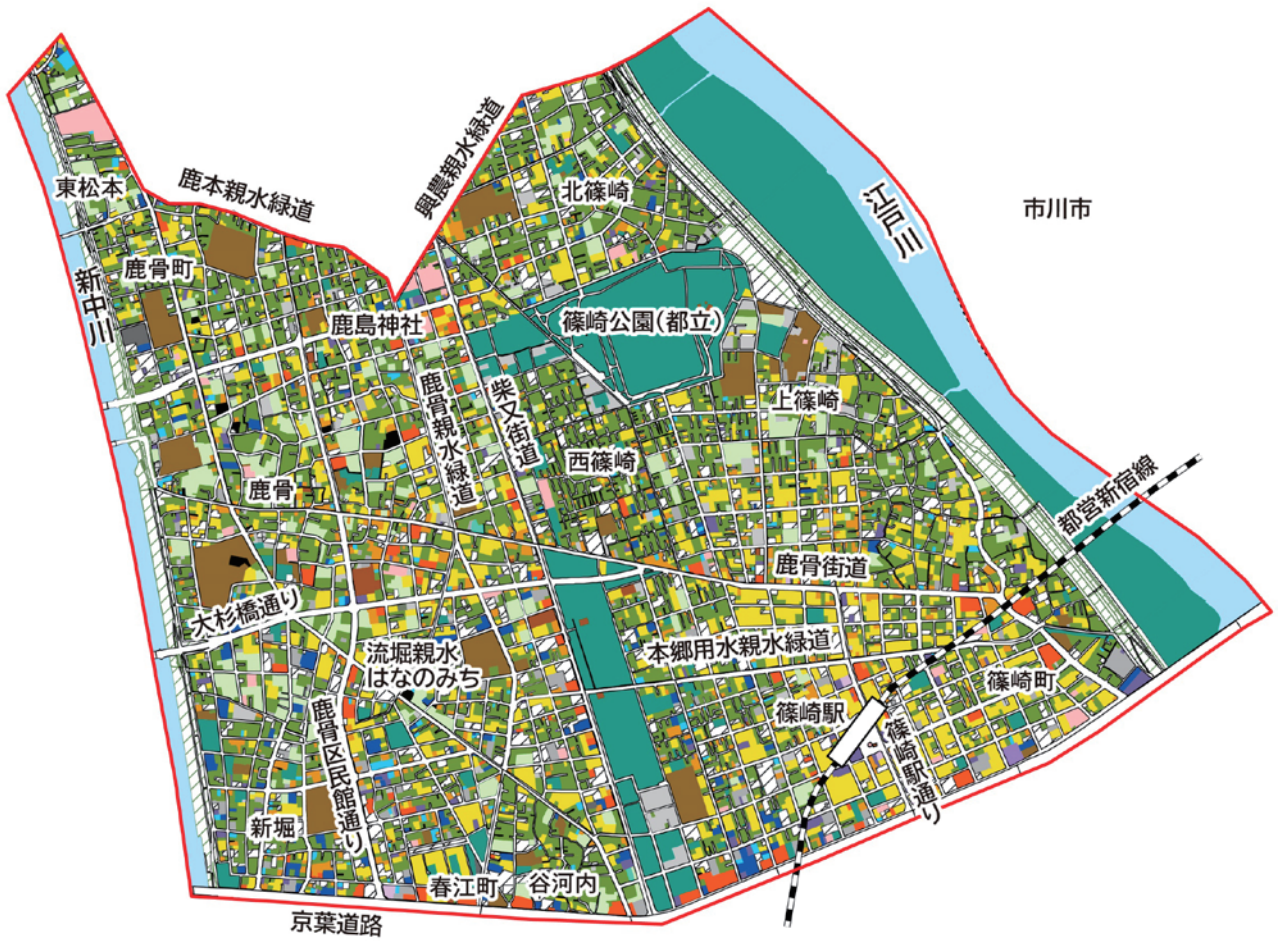 東松本
鹿本親水緑道
興農親水緑道
北篠崎
江戸川
市川市
新中川
鹿骨町
鹿島神社
篠崎公園(都立)
鹿骨親水緑道
柴又街道
上篠崎
西篠崎
鹿骨
都営新宿線
鹿骨街道
大杉橋通り
本郷用水親水緑道
流堀親水
はなのみち
篠崎町
篠崎駅
篠崎駅通り
鹿骨区民館通り
新堀
春江町
谷河内
京葉道路